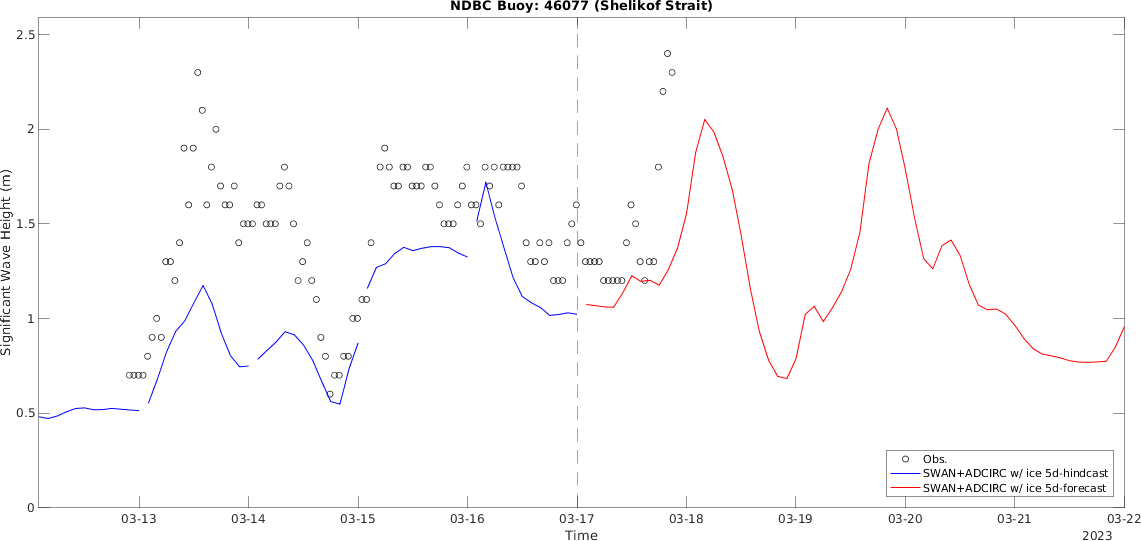 NDBC Buoy: 46077 (Shelikof Strait)
Significant Wave Height (m)
2.5
2
1.5
1
0.5
0
Obs.
SWAN+ADCIRC w/ ice 5d-hindcast
SWAN+ADCIRC w/ ice 5d-forecast
03-13 03-14 03-15 03-16 03-17 03-18 03-19 03-20 03-21 03-22
Time
2023